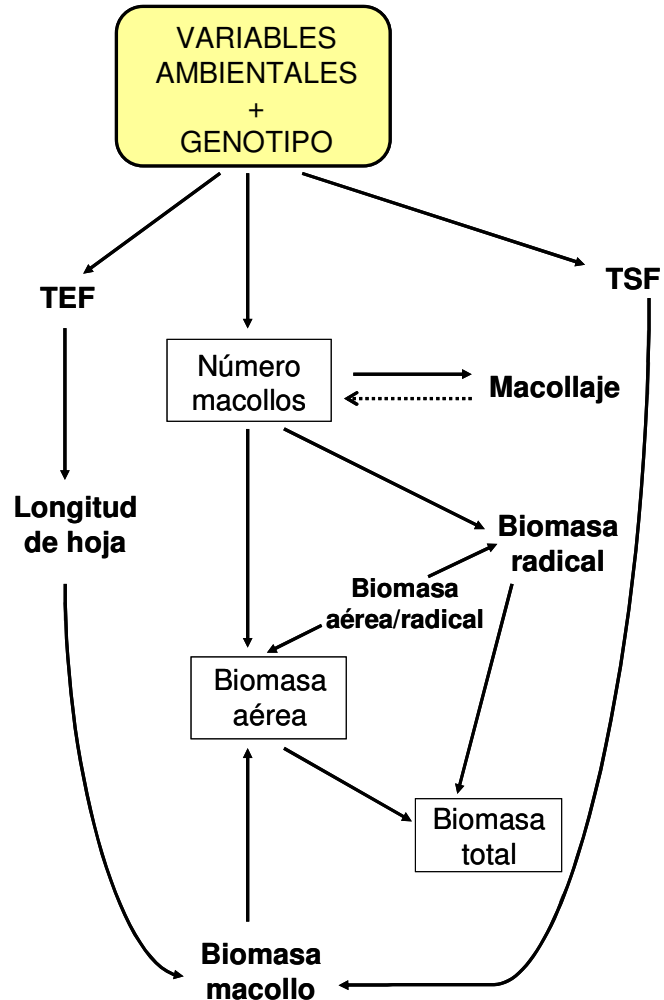 VARIABLES
AMBIENTALES
+
GENOTIPO
TEF
TSF
Número
macollos
Macollaje
Longitud
de hoja
Biomasa
radical
Biomasa
aérea/radical
Biomasa
aérea
Biomasa
total
Biomasa
macollo